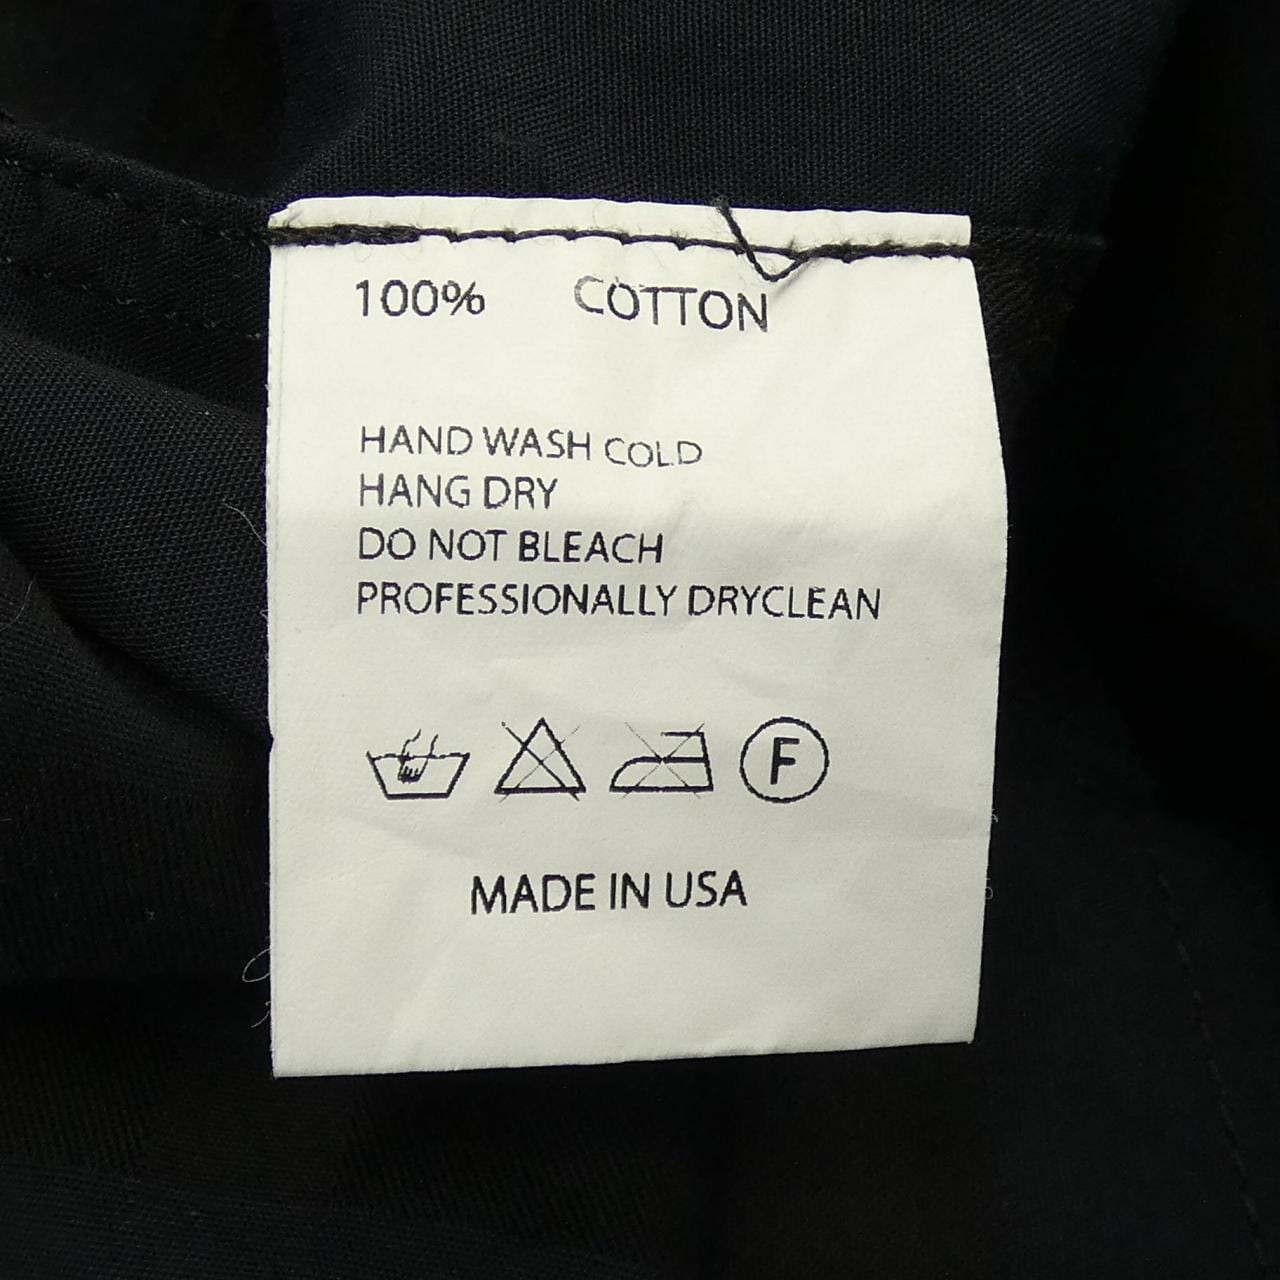 100% COTTON
HAND WASH COLD
HANG DRY
DO NOT BLEACH
PROFESSIONALLY DRYCLEAN
F
MADE IN USA